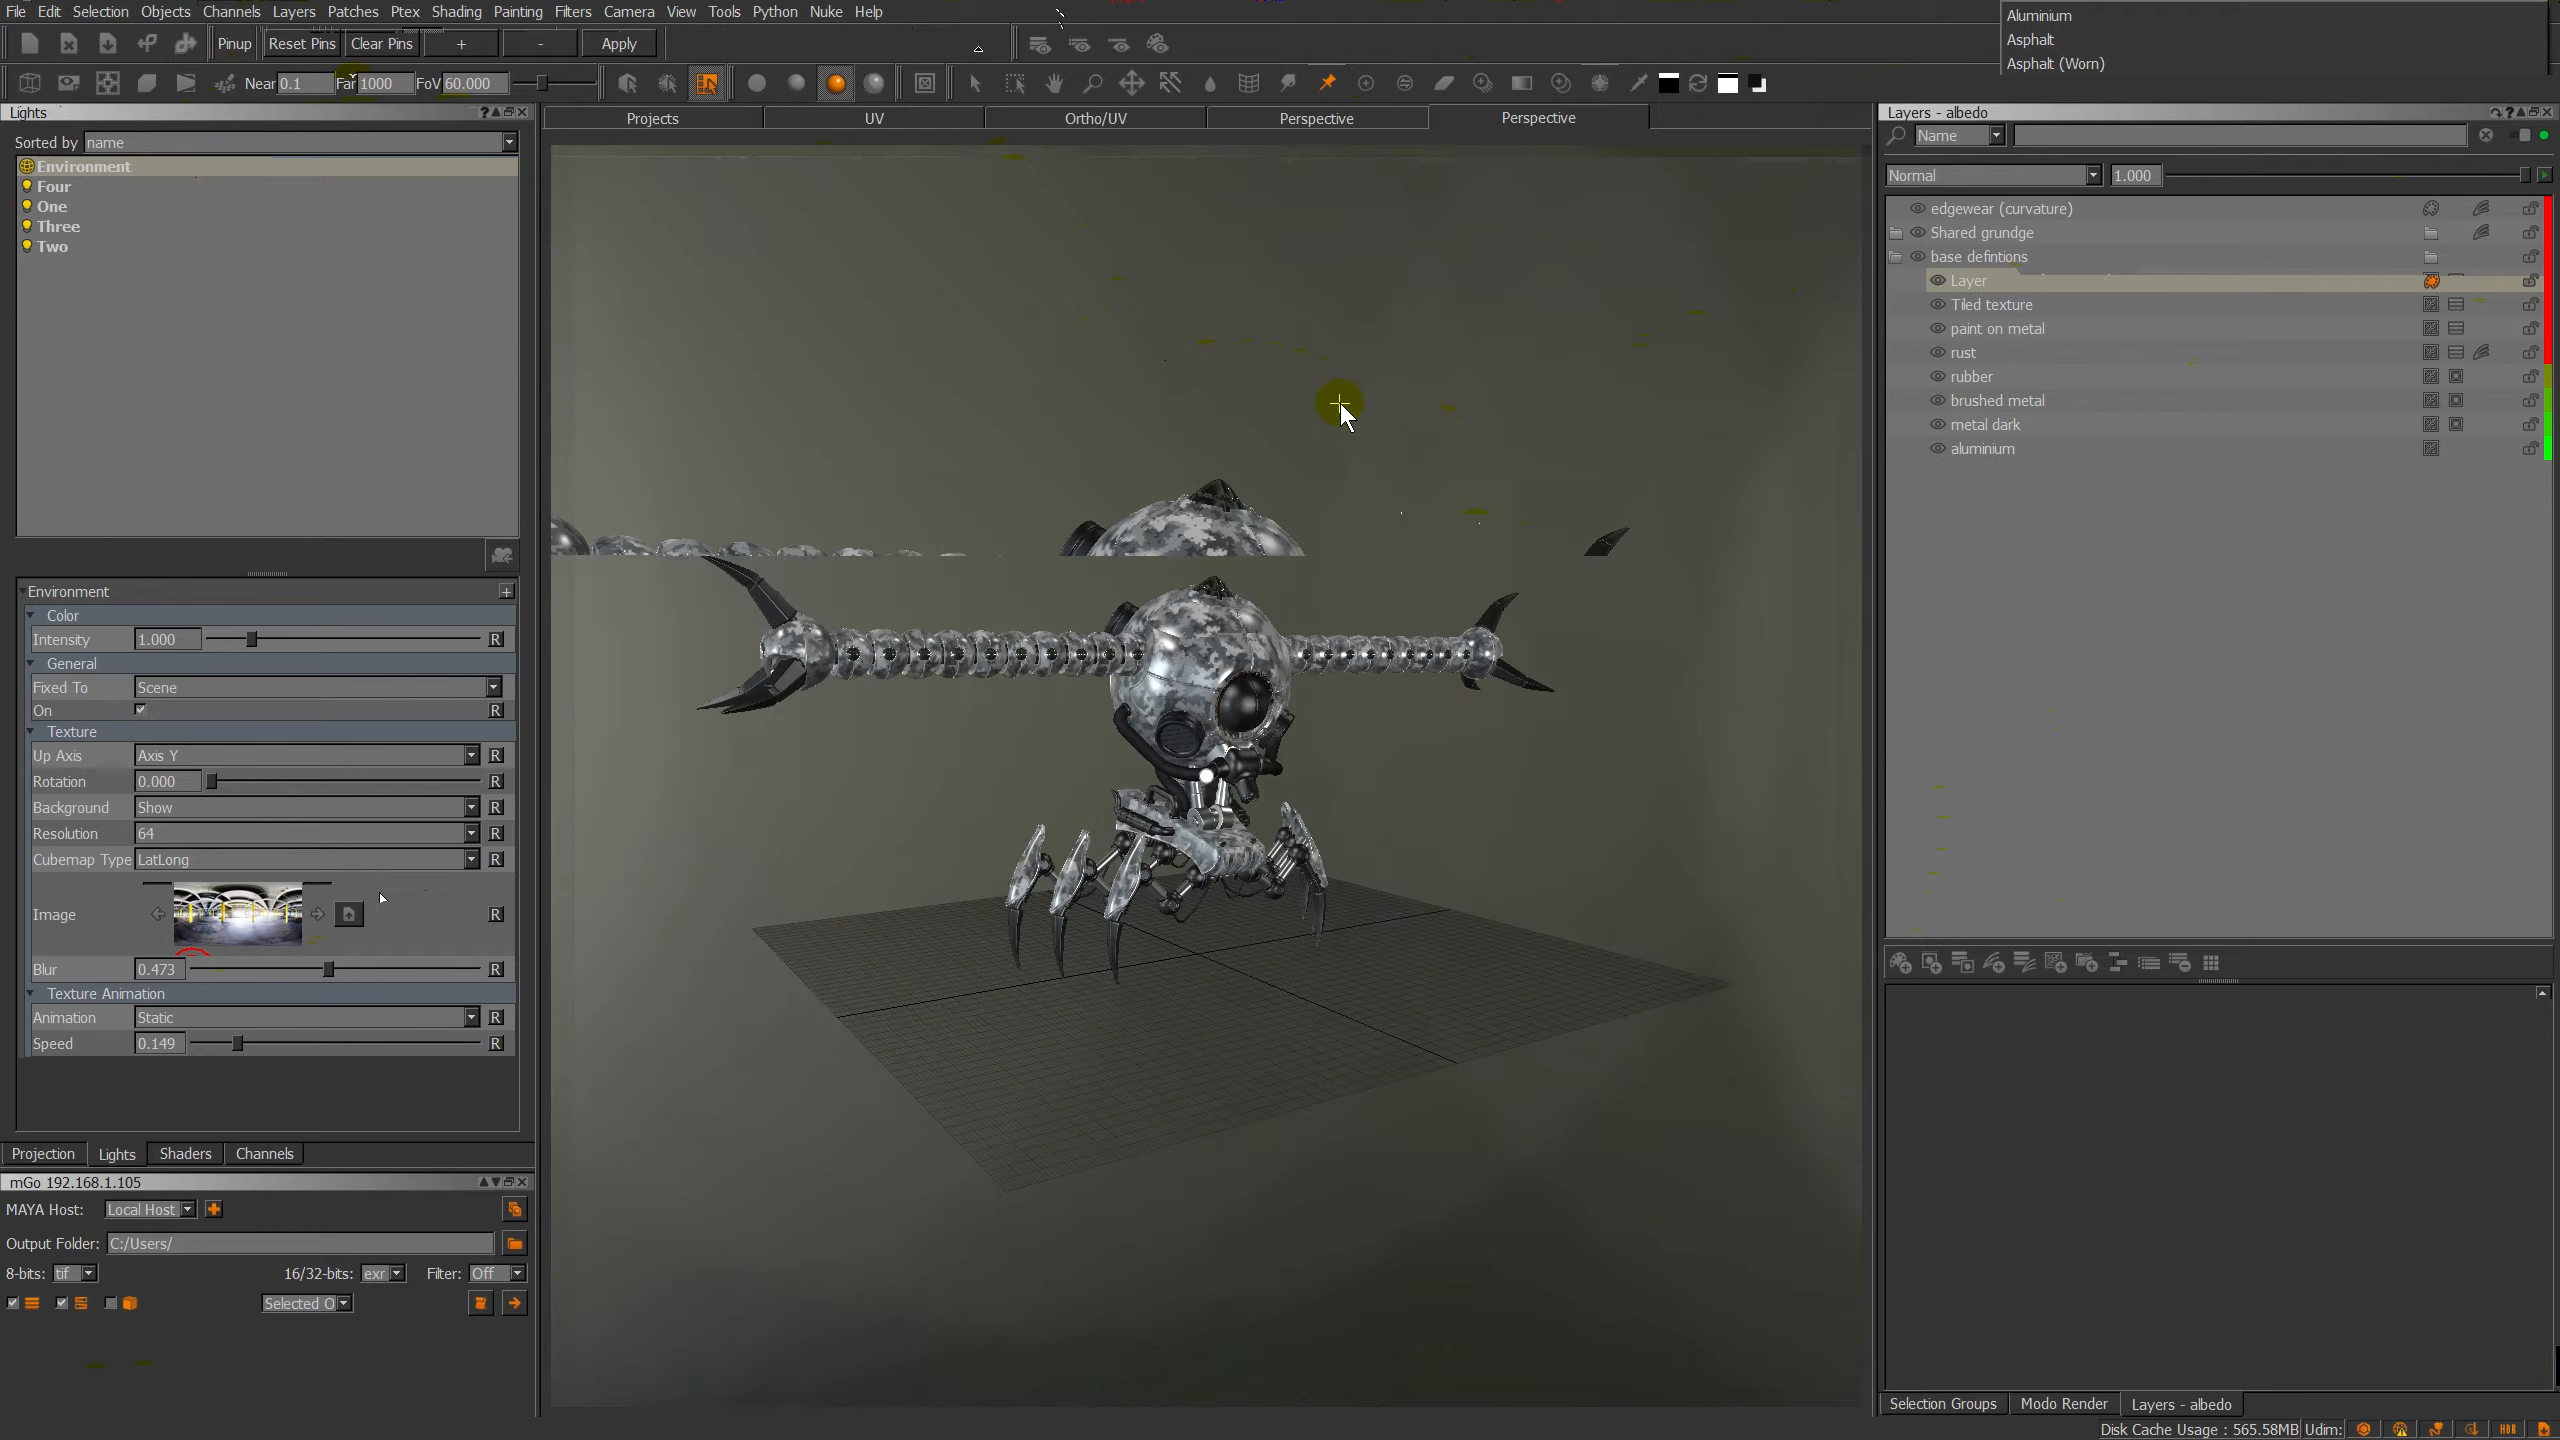 File Edit Selection Objects Channels Layers Patches Ptex Shading Painting Filters Camera View Tools Python Nuke Help
Aluminium
Asphalt
Asphalt (Worn)
Pinup Reset Pins Clear Pins + - Apply
Near 0.1 Far 1000 FoV 60.000
Lights
Sorted by name
Environment
Four
One
Three
Two
Environment
Color
Intensity 1.000 R
General
Fixed To Scene
On R
Texture
Up Axis Axis Y R
Rotation 0.000 R
Background Show R
Resolution 64 R
Cubemap Type LatLong R
Image R
Blur 0.473 R
Texture Animation
Animation Static R
Speed 0.149 R
Projection Lights Shaders Channels
mGo 192.168.1.105
MAYA Host: Local Host
Output Folder: C:/Users/
8-bits: tif 16/32-bits: exr Filter: Off
Selected O
Projects UV Ortho/UV Perspective Perspective
Layers - albedo
Name
Normal 1.000
edgewear (curvature)
Shared grundge
base defintions
Layer
Tiled texture
paint on metal
rust
rubber
brushed metal
metal dark
aluminium
Selection Groups Modo Render Layers - albedo
Disk Cache Usage : 565.58MB Udim: HDR